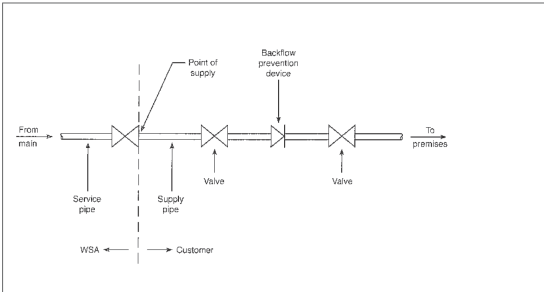 Backflow
prevention
device
Point of
supply
From
main
To
premises
Valve
Valve
Service
pipe
Supply
pipe
WSA
Customer